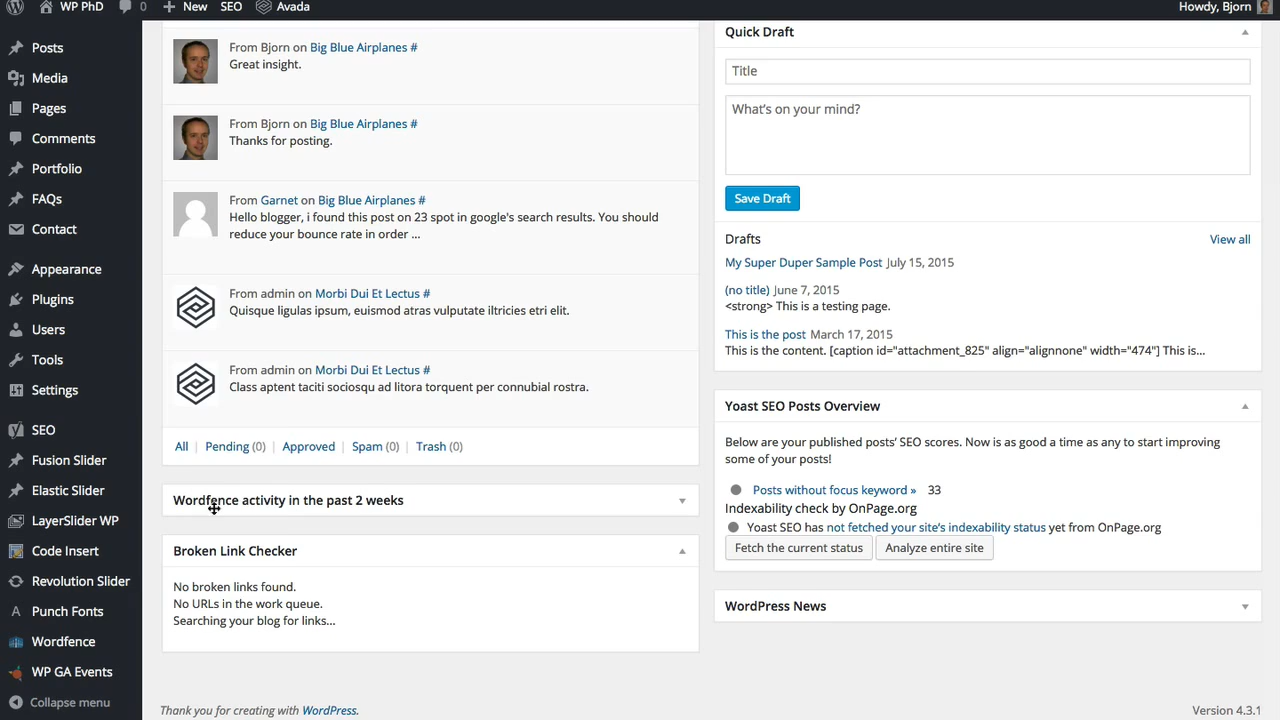 WP PhD
0
New
SEO
Avada
Howdy, Bjorn
Posts
Media
Pages
Comments
Portfolio
FAQs
Contact
Appearance
Plugins
Users
Tools
Settings
SEO
Fusion Slider
Elastic Slider
LayerSlider WP
Code Insert
Revolution Slider
Punch Fonts
Wordfence
WP GA Events
Collapse menu
From Bjorn on Big Blue Airplanes #
Great insight.
From Bjorn on Big Blue Airplanes #
Thanks for posting.
From Garnet on Big Blue Airplanes #
Hello blogger, i found this post on 23 spot in google's search results. You should
reduce your bounce rate in order ...
From admin on Morbi Dui Et Lectus #
Quisque ligulas ipsum, euismod atras vulputate iltricies etri elit.
From admin on Morbi Dui Et Lectus #
Class aptent taciti sociosqu ad litora torquent per connubial rostra.
All | Pending (0) | Approved | Spam (0) | Trash (0)
Wordfence activity in the past 2 weeks
Broken Link Checker
No broken links found.
No URLs in the work queue.
Searching your blog for links...
Thank you for creating with WordPress.
Quick Draft
Title
What's on your mind?
Save Draft
Drafts
View all
My Super Duper Sample Post July 15, 2015
(no title) June 7, 2015
<strong> This is a testing page.
This is the post March 17, 2015
This is the content. [caption id="attachment_825" align="alignnone" width="474"] This is...
Yoast SEO Posts Overview
Below are your published posts' SEO scores. Now is as good a time as any to start improving
some of your posts!
Posts without focus keyword » 33
Indexability check by OnPage.org
Yoast SEO has not fetched your site's indexability status yet from OnPage.org
Fetch the current status
Analyze entire site
WordPress News
Version 4.3.1